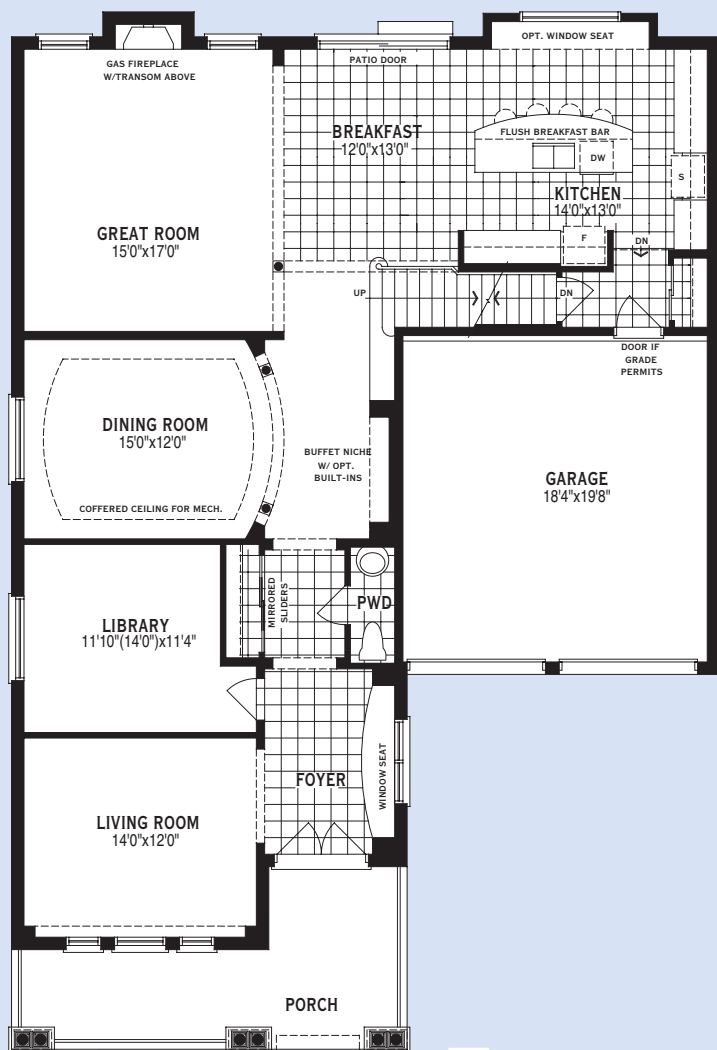 OPT. WINDOW SEAT
GAS FIREPLACE
W/TRANSOM ABOVE
PATIO DOOR
BREAKFAST
12'0"x13'0"
FLUSH BREAKFAST BAR
DW
S
KITCHEN
14'0"x13'0"
GREAT ROOM
15'0"x17'0"
F
DN
UP
DN
DOOR IF
GRADE
PERMITS
DINING ROOM
15'0"x12'0"
BUFFET NICHE
W/ OPT.
BUILT-INS
COFFERED CEILING FOR MECH.
GARAGE
18'4"x19'8"
MIRRORED
SLIDERS
PWD
LIBRARY
11'10"(14'0")x11'4"
FOYER
WINDOW SEAT
LIVING ROOM
14'0"x12'0"
PORCH